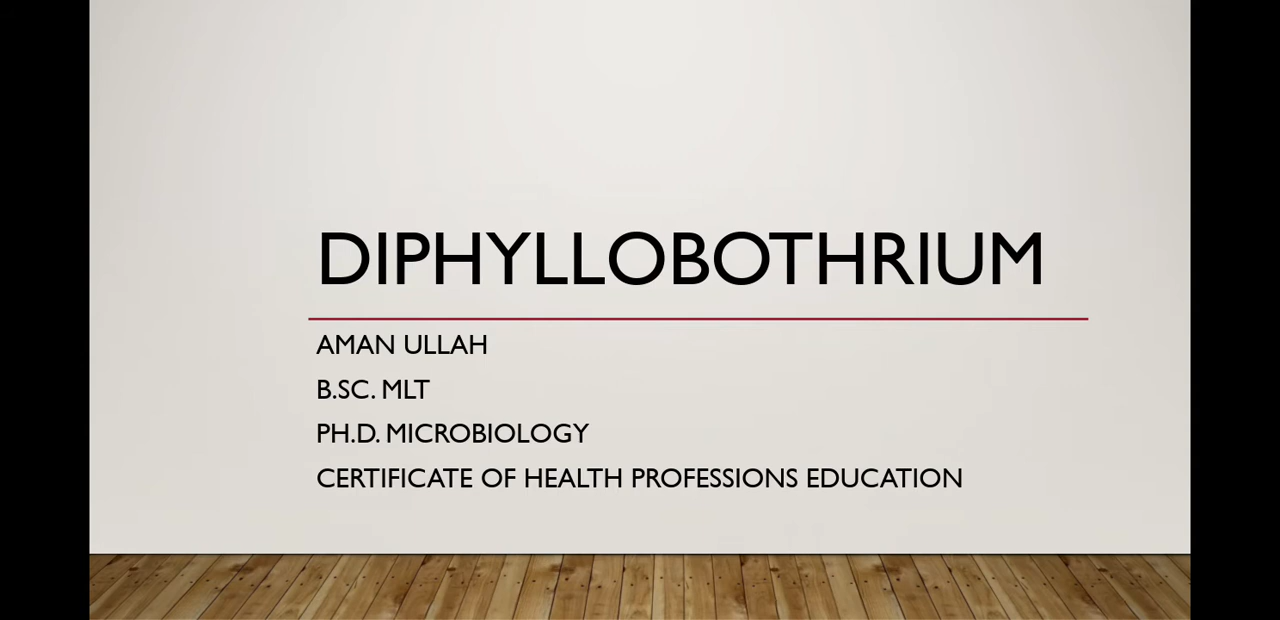 DIPHYLLOBOTHRIUM
AMAN ULLAH
B.SC. MLT
PH.D. MICROBIOLOGY
CERTIFICATE OF HEALTH PROFESSIONS EDUCATION